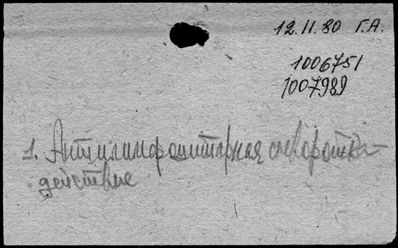 12.11.80 Г.А.
1006751
1007989
1. Антилимфоцитарная сыворотка -
действие